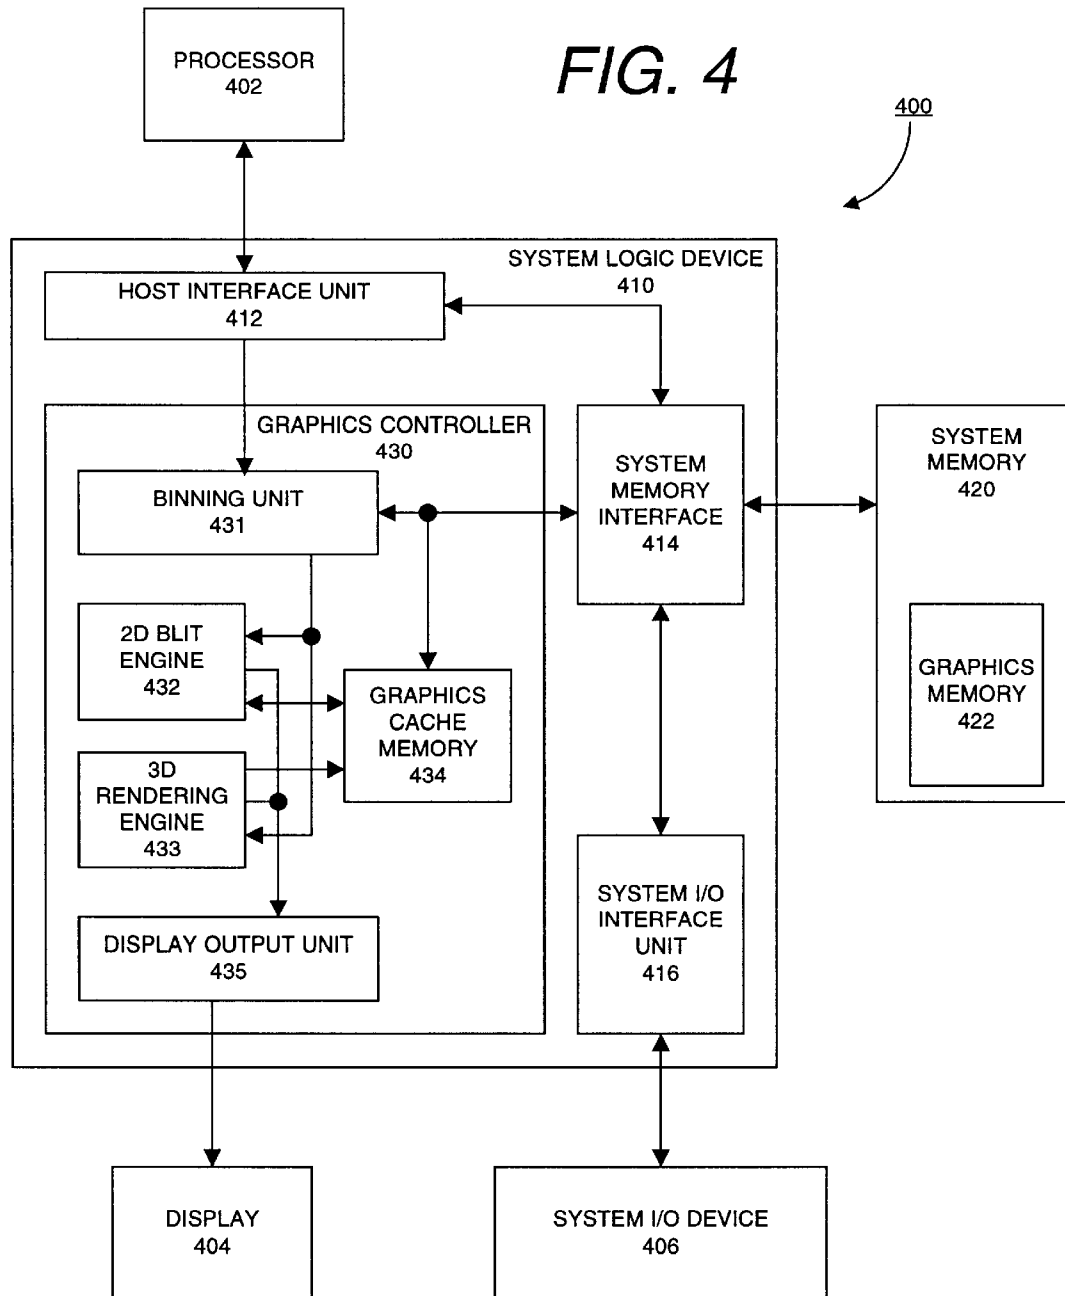 PROCESSOR
402
FIG. 4
400
SYSTEM LOGIC DEVICE
410
HOST INTERFACE UNIT
412
GRAPHICS CONTROLLER
430
BINNING UNIT
431
SYSTEM
MEMORY
INTERFACE
414
SYSTEM
MEMORY
420
2D BLIT
ENGINE
432
GRAPHICS
CACHE
MEMORY
434
GRAPHICS
MEMORY
422
3D
RENDERING
ENGINE
433
SYSTEM I/O
INTERFACE
UNIT
416
DISPLAY OUTPUT UNIT
435
DISPLAY
404
SYSTEM I/O DEVICE
406